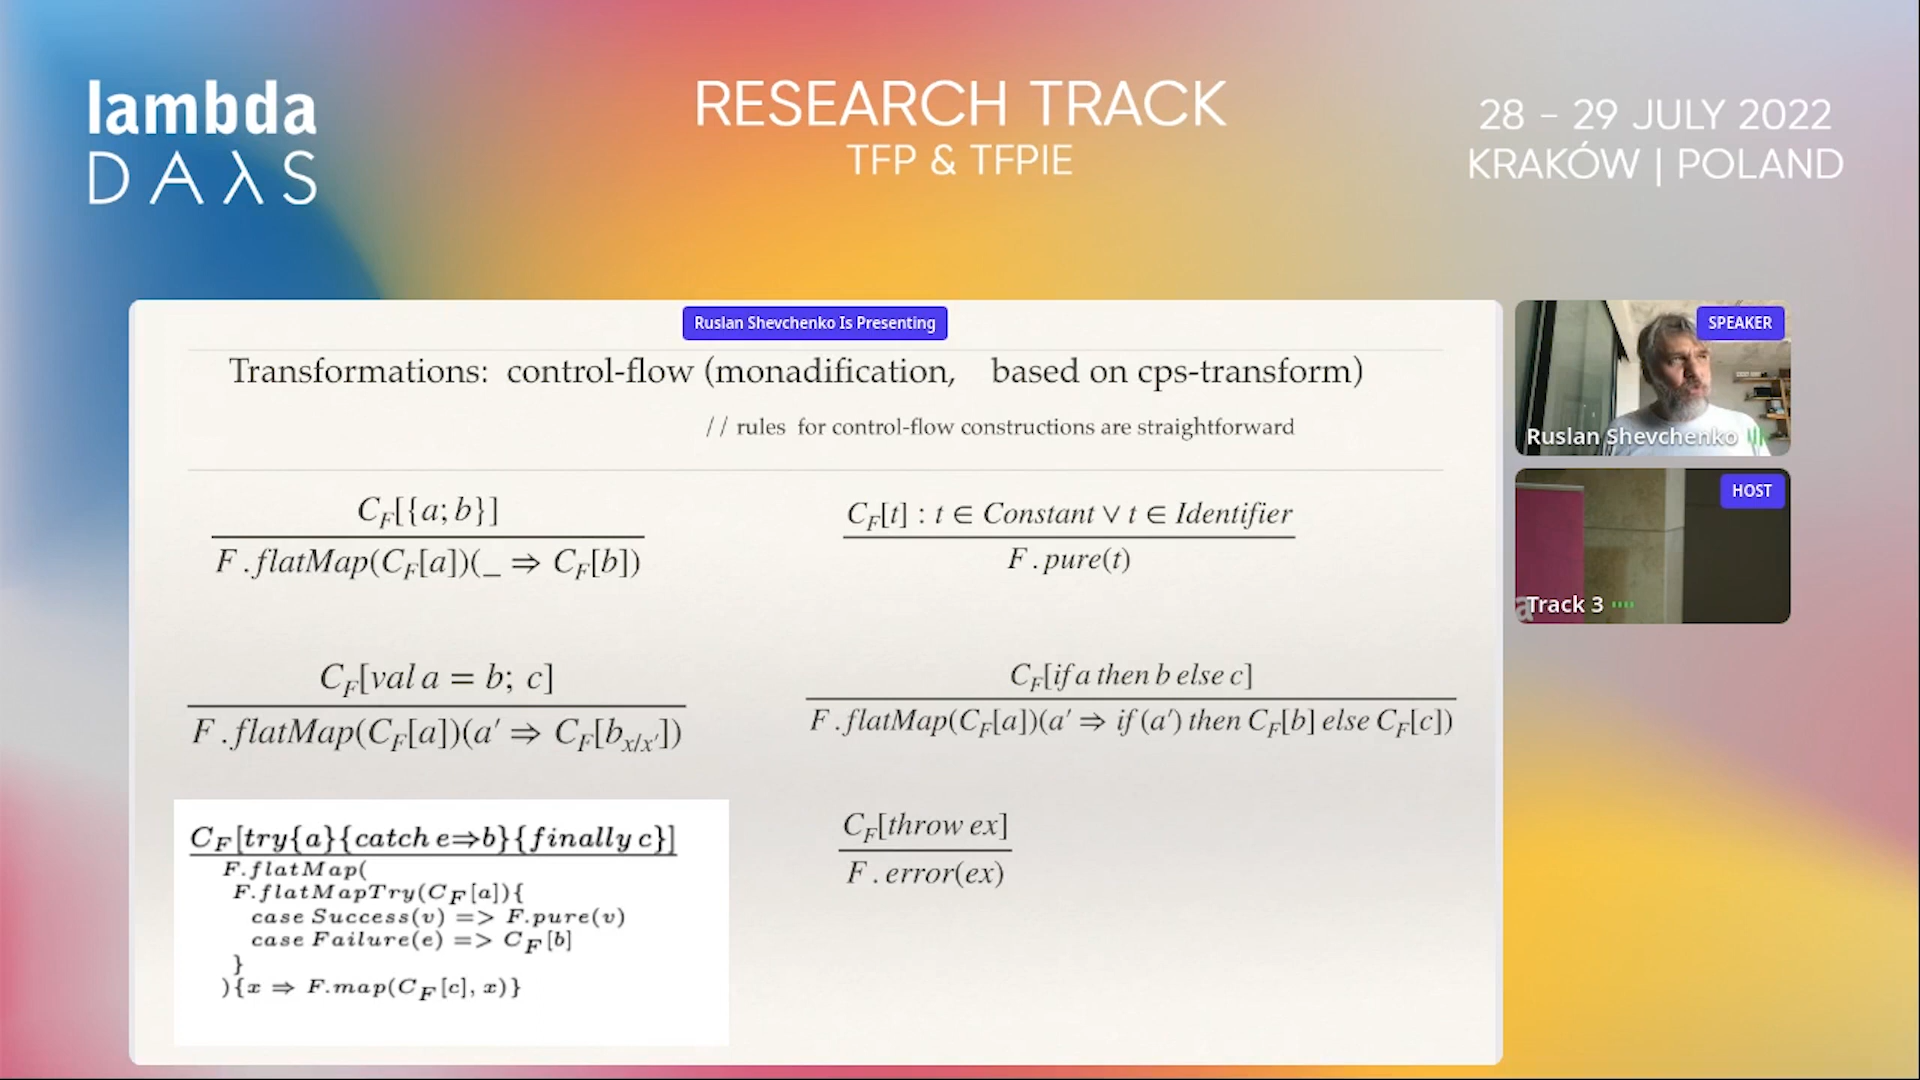 lambda
DAλS
RESEARCH TRACK
TFP & TFPIE
28 – 29 JULY 2022
KRAKÓW | POLAND
Ruslan Shevchenko Is Presenting
Transformations: control-flow (monadification, based on cps-transform)
// rules for control-flow constructions are straightforward
C_F[{a; b}]
F.flatMap(C_F[a])(_ ⇒ C_F[b])
C_F[t] : t ∈ Constant ∨ t ∈ Identifier
F.pure(t)
C_F[val a = b; c]
F.flatMap(C_F[a])(a′ ⇒ C_F[b_{x/x′}])
C_F[if a then b else c]
F.flatMap(C_F[a])(a′ ⇒ if (a′) then C_F[b] else C_F[c])
C_F[try{a}{catch e⇒b}{finally c}]
F.flatMap(
F.flatMapTry(C_F[a]){
case Success(v) => F.pure(v)
case Failure(e) => C_F[b]
}
){x ⇒ F.map(C_F[c], x)}
C_F[throw ex]
F.error(ex)
SPEAKER
Ruslan Shevchenko
HOST
Track 3